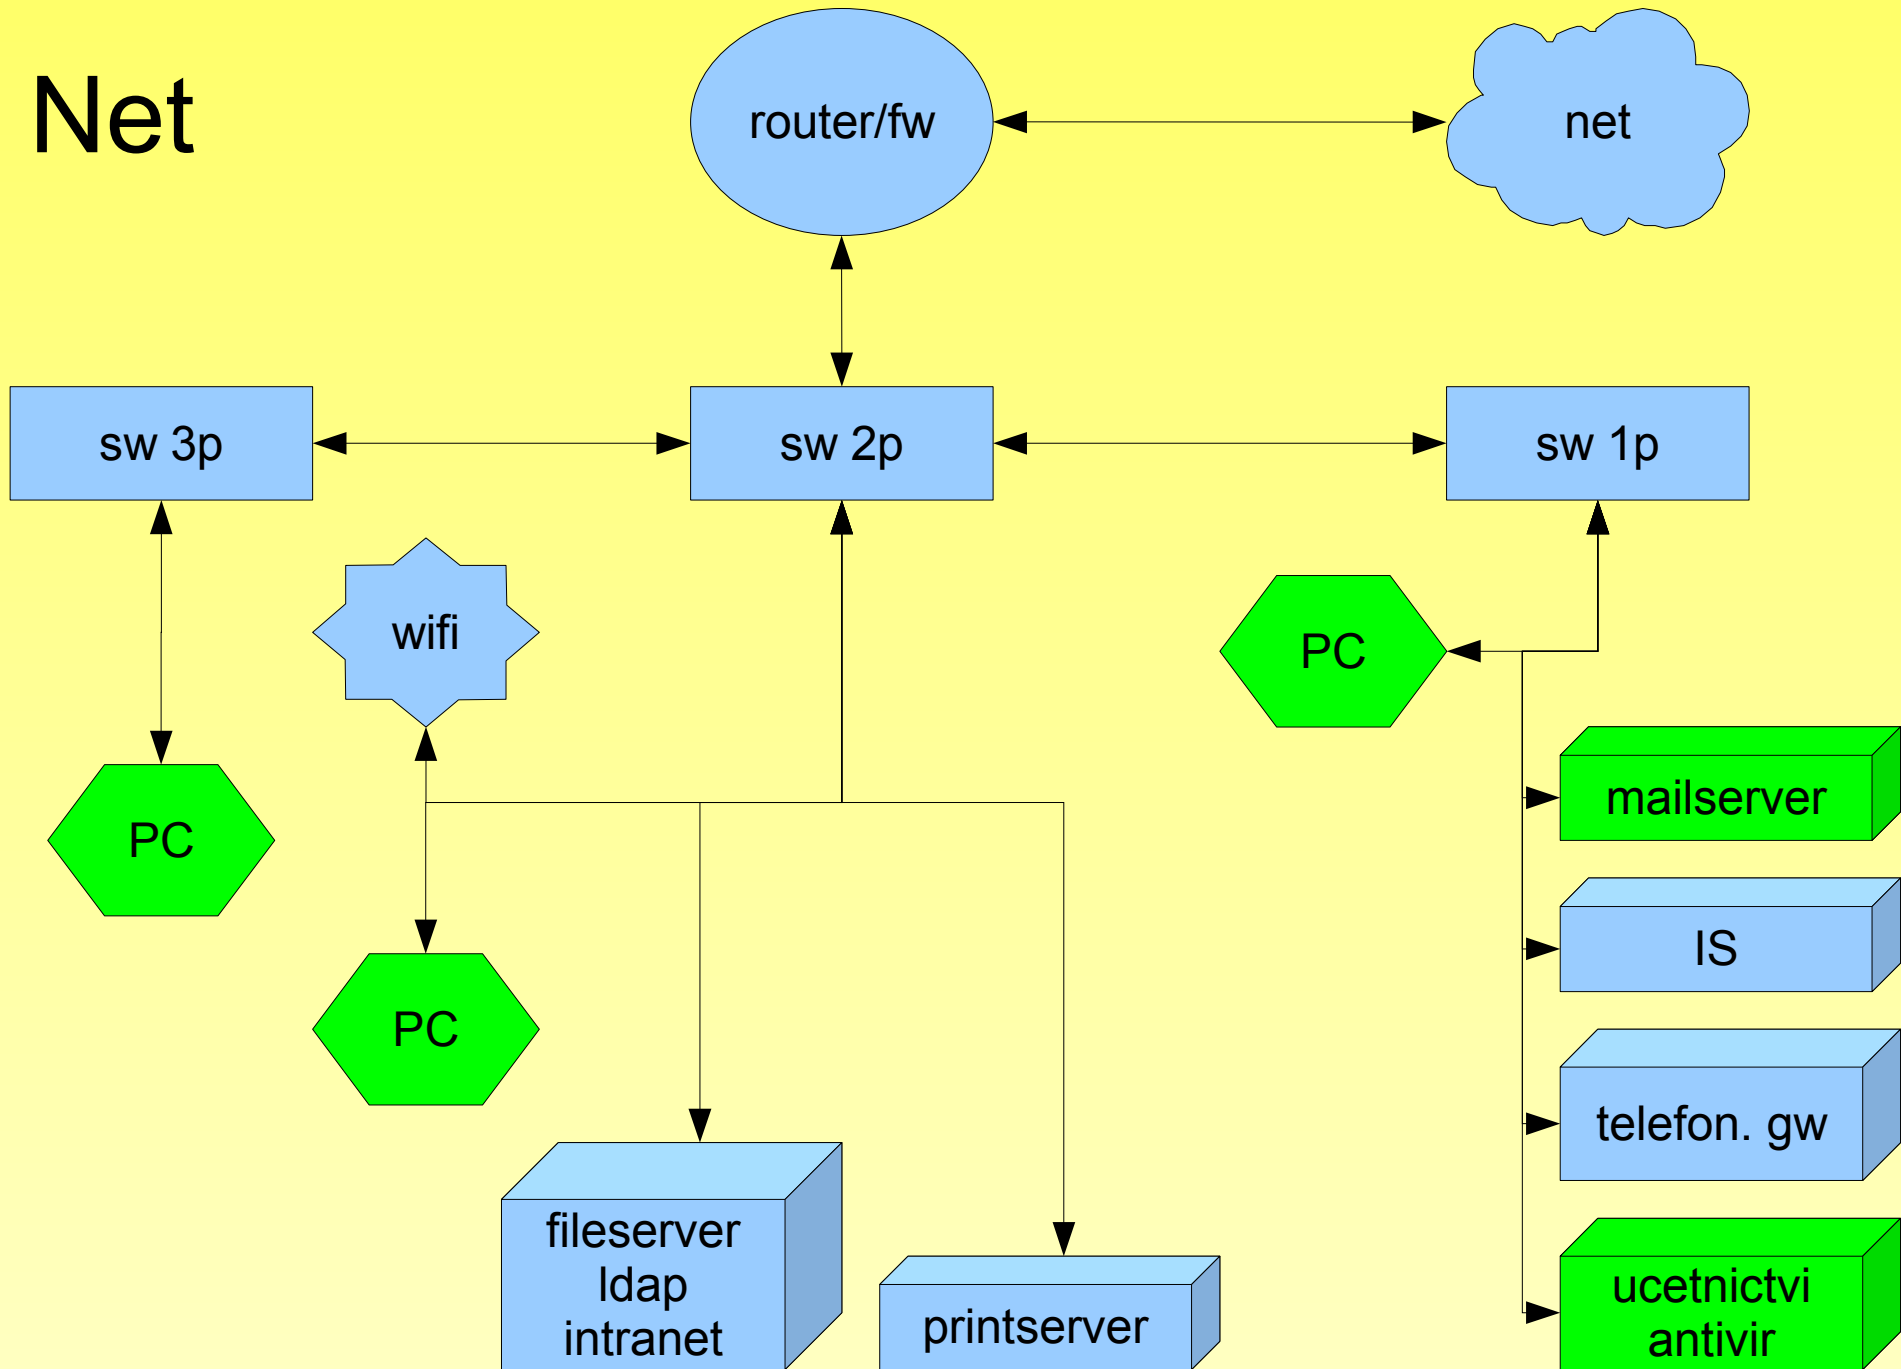 Net
router/fw
net
sw 3p
sw 2p
sw 1p
wifi
PC
PC
mailserver
PC
IS
telefon. gw
fileserver
ldap
intranet
printserver
ucetnictvi
antivir